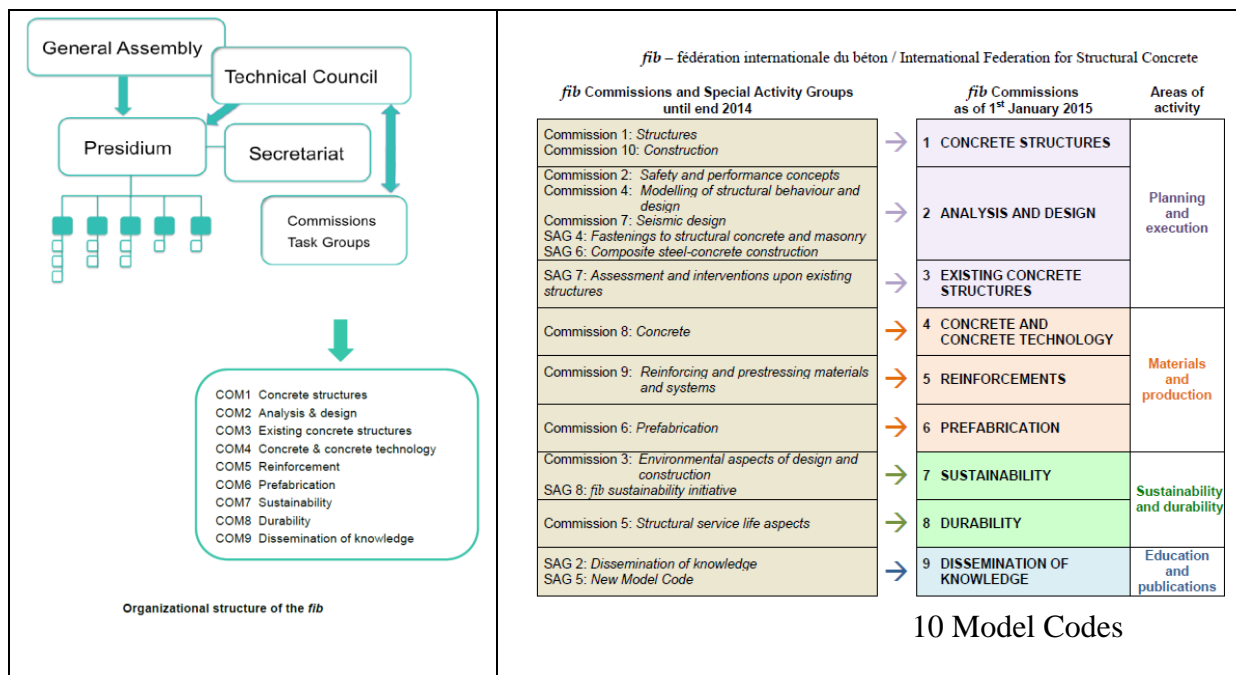 General Assembly
Technical Council
Presidium
Secretariat
Commissions
Task Groups
COM1 Concrete structures
COM2 Analysis & design
COM3 Existing concrete structures
COM4 Concrete & concrete technology
COM5 Reinforcement
COM6 Prefabrication
COM7 Sustainability
COM8 Durability
COM9 Dissemination of knowledge
Organizational structure of the fib
fib – fédération internationale du béton / International Federation for Structural Concrete
fib Commissions and Special Activity Groups
until end 2014
fib Commissions
as of 1st January 2015
Areas of
activity
Commission 1: Structures
Commission 10: Construction
→
1 CONCRETE STRUCTURES
Commission 2: Safety and performance concepts
Commission 4: Modelling of structural behaviour and
design
Commission 7: Seismic design
SAG 4: Fastenings to structural concrete and masonry
SAG 6: Composite steel-concrete construction
→
2 ANALYSIS AND DESIGN
Planning
and
execution
SAG 7: Assessment and interventions upon existing
structures
→
3 EXISTING CONCRETE
STRUCTURES
Commission 8: Concrete
→
4 CONCRETE AND
CONCRETE TECHNOLOGY
Commission 9: Reinforcing and prestressing materials
and systems
→
5 REINFORCEMENTS
Materials
and
production
Commission 6: Prefabrication
→
6 PREFABRICATION
Commission 3: Environmental aspects of design and
construction
SAG 8: fib sustainability initiative
→
7 SUSTAINABILITY
Sustainability
and durability
Commission 5: Structural service life aspects
→
8 DURABILITY
SAG 2: Dissemination of knowledge
SAG 5: New Model Code
→
9 DISSEMINATION OF
KNOWLEDGE
Education
and
publications
10 Model Codes